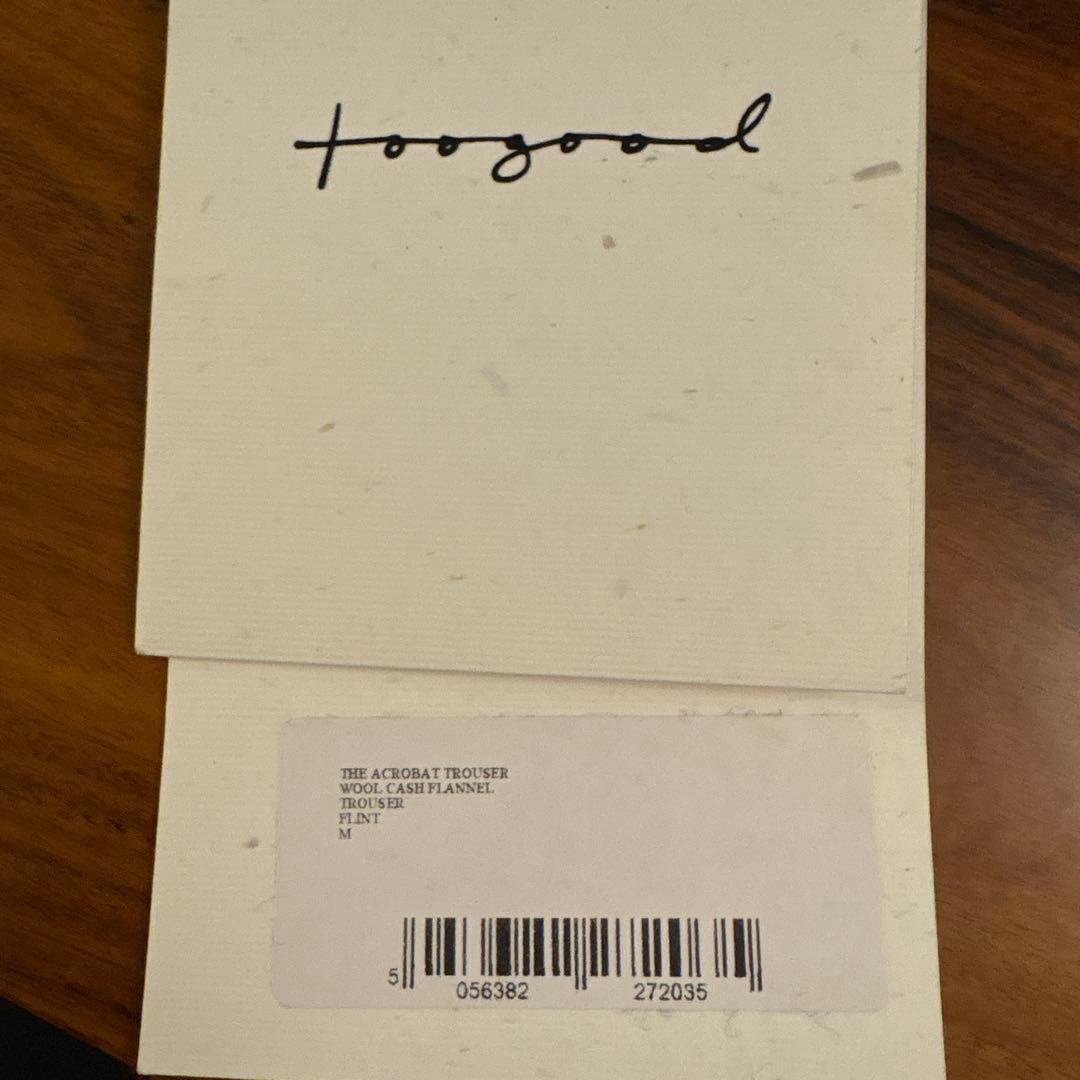 toogood
THE ACROBAT TROUSER
WOOL CASH FLANNEL
TROUSER
FLINT
M
5 056382 272035